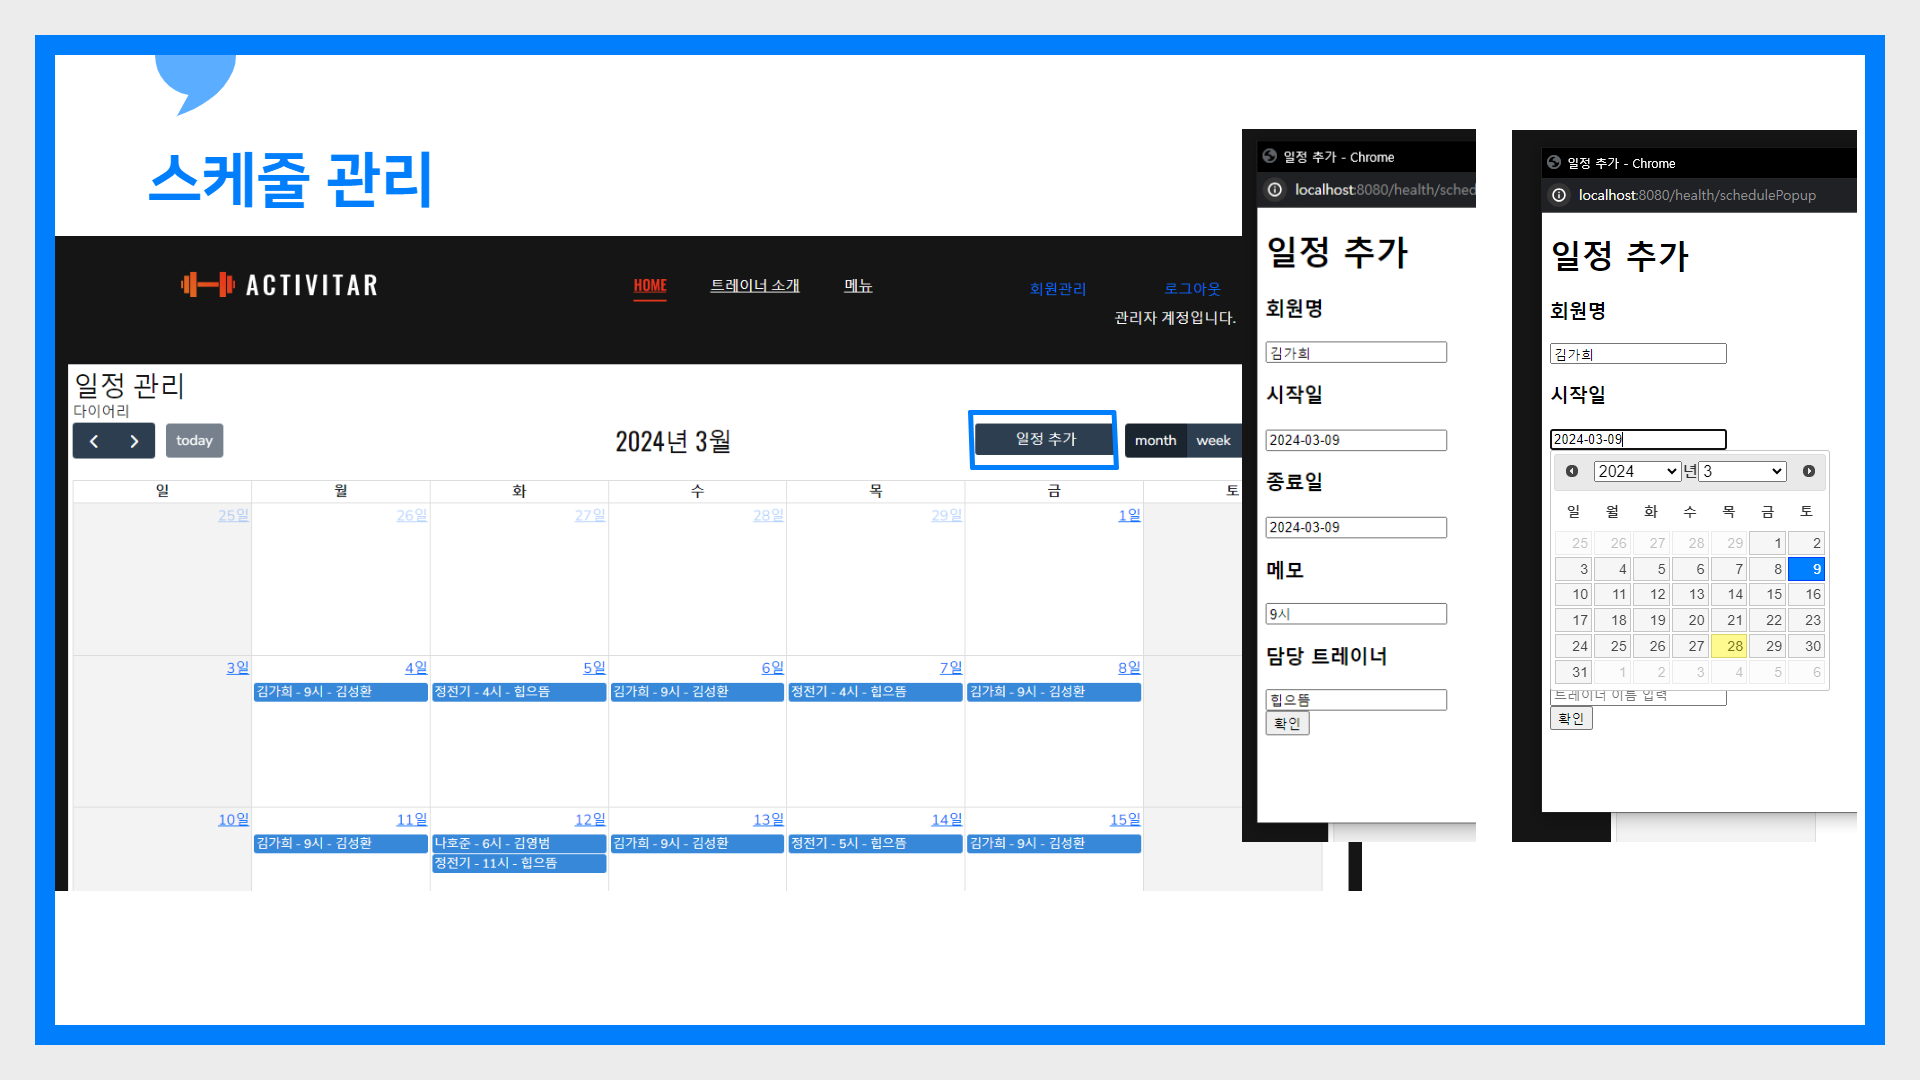 스케줄 관리
ACTIVITAR
HOME 트레이너 소개 메뉴 회원관리 로그아웃
관리자 계정입니다.
일정 관리
다이어리
today
2024년 3월
일정 추가
month week
일 월 화 수 목 금 토
25일 26일 27일 28일 29일 1일
3일 4일 5일 6일 7일 8일
김가희 - 9시 - 김성환 정전기 - 4시 - 힙으뜸 김가희 - 9시 - 김성환 정전기 - 4시 - 힙으뜸 김가희 - 9시 - 김성환
10일 11일 12일 13일 14일 15일
김가희 - 9시 - 김성환 나호준 - 6시 - 김영범 김가희 - 9시 - 김성환 정전기 - 5시 - 힙으뜸 김가희 - 9시 - 김성환
정전기 - 11시 - 힙으뜸
일정 추가 - Chrome
localhost:8080/health/sched
일정 추가
회원명
김가희
시작일
2024-03-09
종료일
2024-03-09
메모
9시
담당 트레이너
힙으뜸
확인
일정 추가 - Chrome
localhost:8080/health/schedulePopup
일정 추가
회원명
김가희
시작일
2024-03-09
2024 년 3
일 월 화 수 목 금 토
25 26 27 28 29 1 2
3 4 5 6 7 8 9
10 11 12 13 14 15 16
17 18 19 20 21 22 23
24 25 26 27 28 29 30
31 1 2 3 4 5 6
트레이너 이름 입력
확인